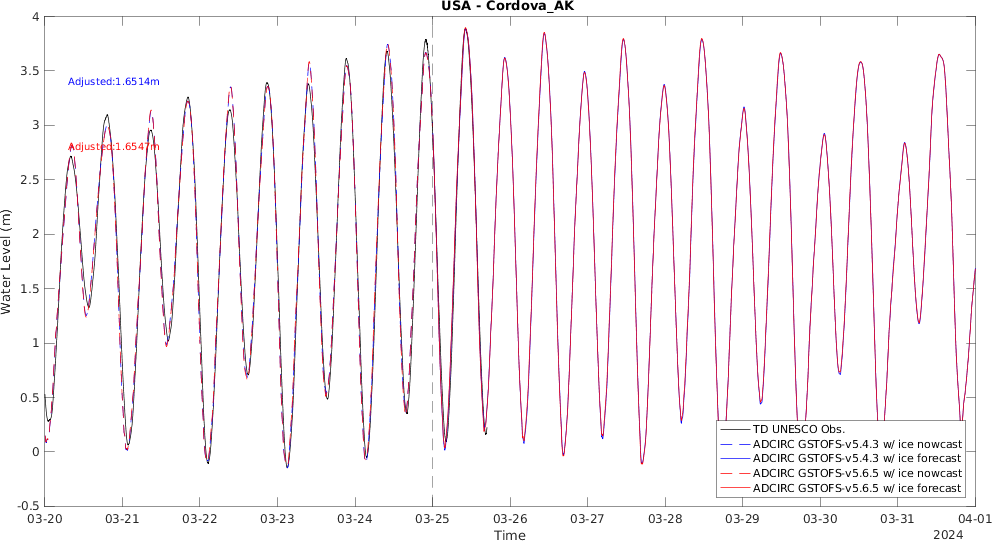 USA - Cordova_AK
4
3.5
3
2.5
2
1.5
1
0.5
0
-0.5
Water Level (m)
Adjusted:1.6514m
Adjusted:1.6547m
TD UNESCO Obs.
ADCIRC GSTOFS-v5.4.3 w/ ice nowcast
ADCIRC GSTOFS-v5.4.3 w/ ice forecast
ADCIRC GSTOFS-v5.6.5 w/ ice nowcast
ADCIRC GSTOFS-v5.6.5 w/ ice forecast
03-20 03-21 03-22 03-23 03-24 03-25 03-26 03-27 03-28 03-29 03-30 03-31 04-01
Time
2024